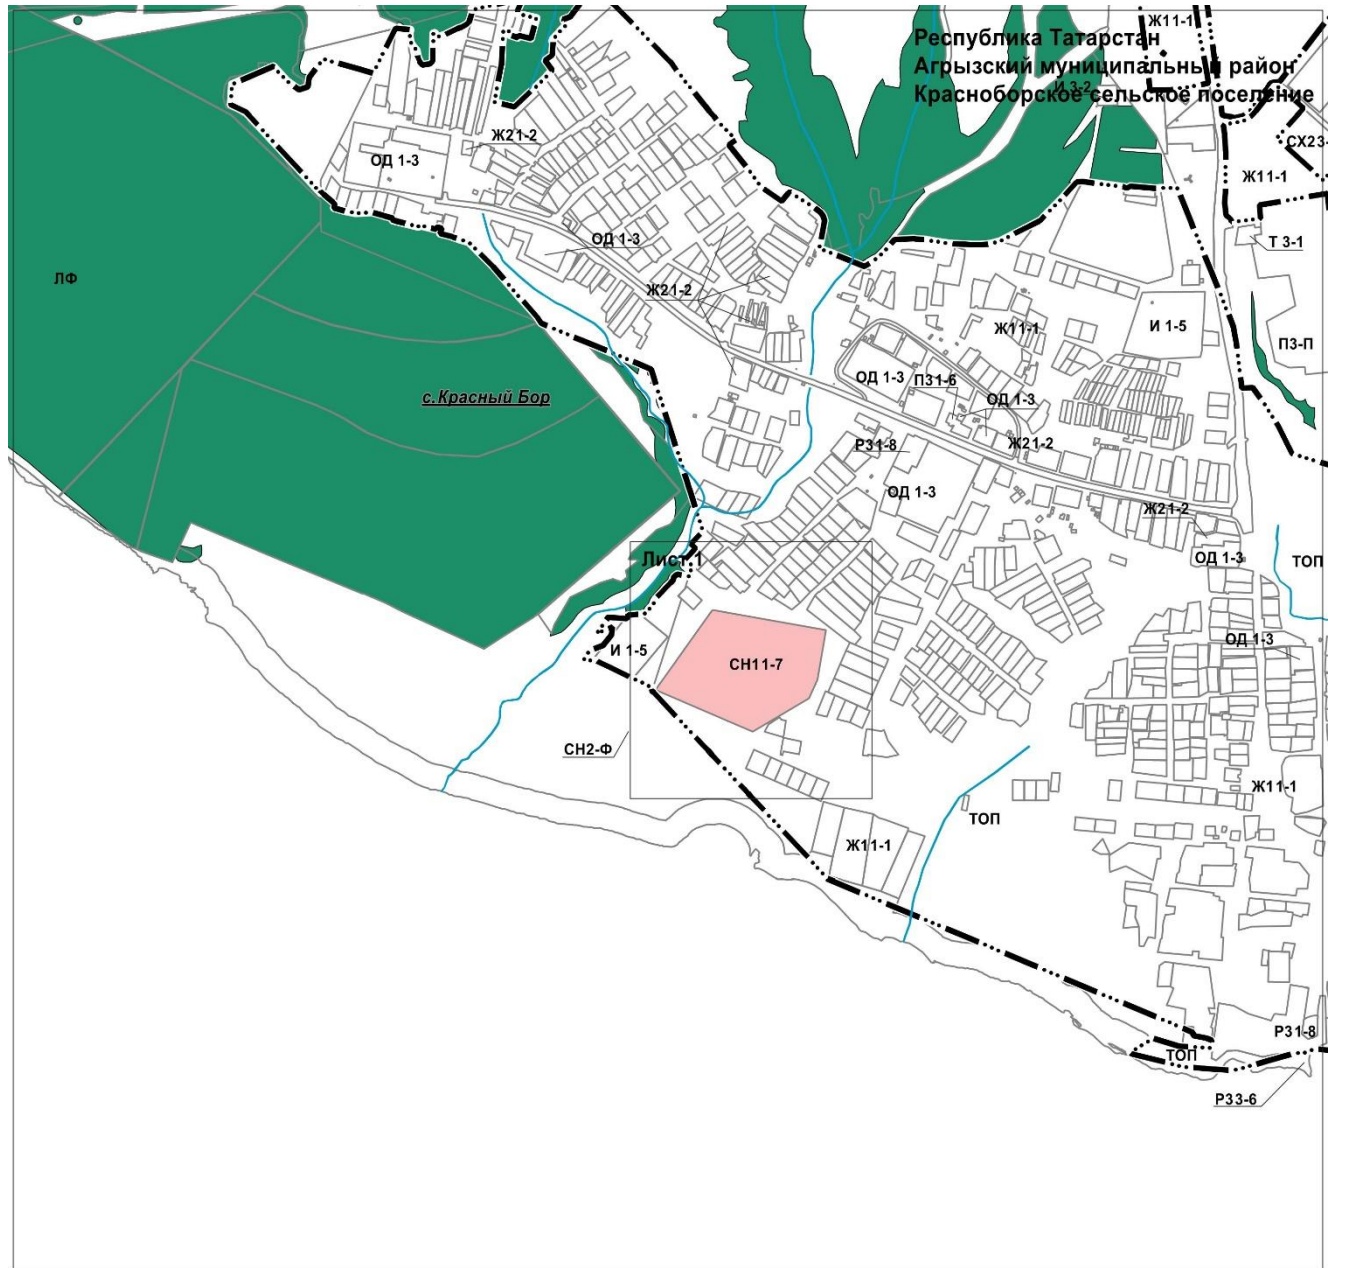 Ж11-1
Республика Татарстан
Агрызский муниципальный район
И 3-2
Красноборское сельское поселение
Ж21-2
СХ23-
ОД 1-3
Ж11-1
ОД 1-3
Т 3-1
ЛФ
Ж21-2
Ж11-1
И 1-5
П3-П
ОД 1-3
П31-6
с.Красный Бор
ОД 1-3
Р31-8
Ж21-2
ОД 1-3
Ж21-2
Лист 1
ОД 1-3
ТОП
И 1-5
СН11-7
ОД 1-3
СН2-Ф
Ж11-1
ТОП
Ж11-1
Р31-8
ТОП
Р33-6